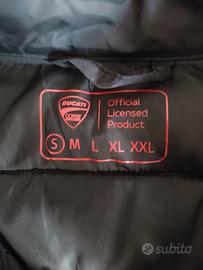 DUCATI
CORSE
Official
Licensed
Product
S M L XL XXL
subito